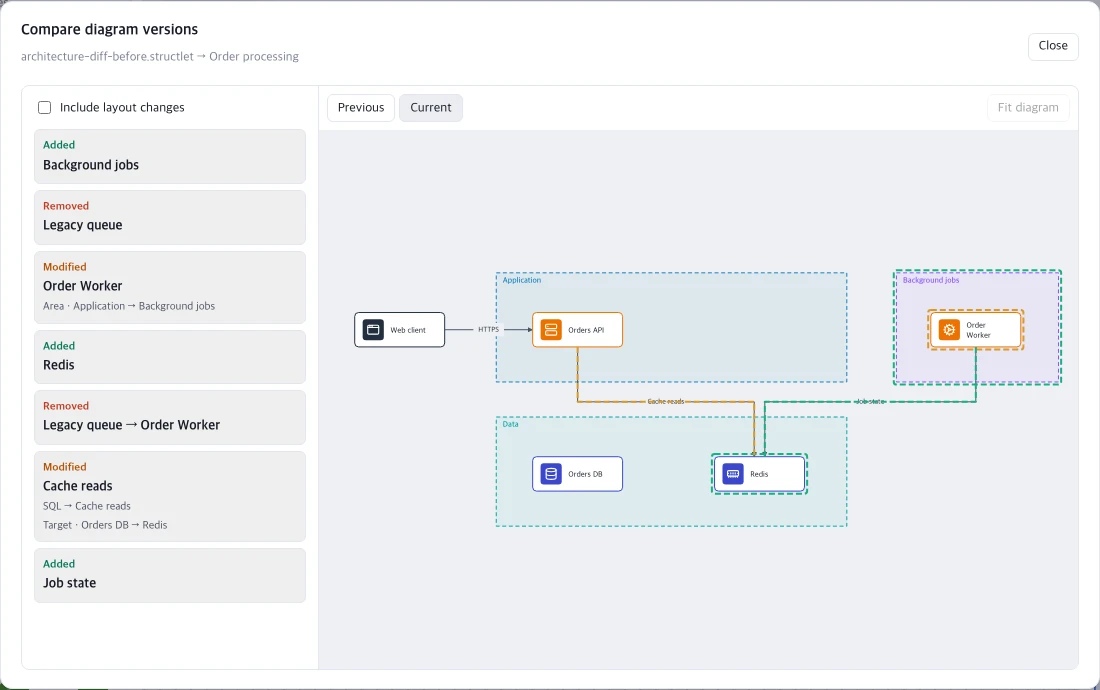 Compare diagram versions
architecture-diff-before.structlet → Order processing
Close
Include layout changes
Added
Background jobs
Removed
Legacy queue
Modified
Order Worker
Area · Application → Background jobs
Added
Redis
Removed
Legacy queue → Order Worker
Modified
Cache reads
SQL → Cache reads
Target · Orders DB → Redis
Added
Job state
Previous
Current
Fit diagram
Application
Background jobs
Web client
HTTPS
Orders API
Order
Worker
Cache reads
Job state
Data
Orders DB
Redis